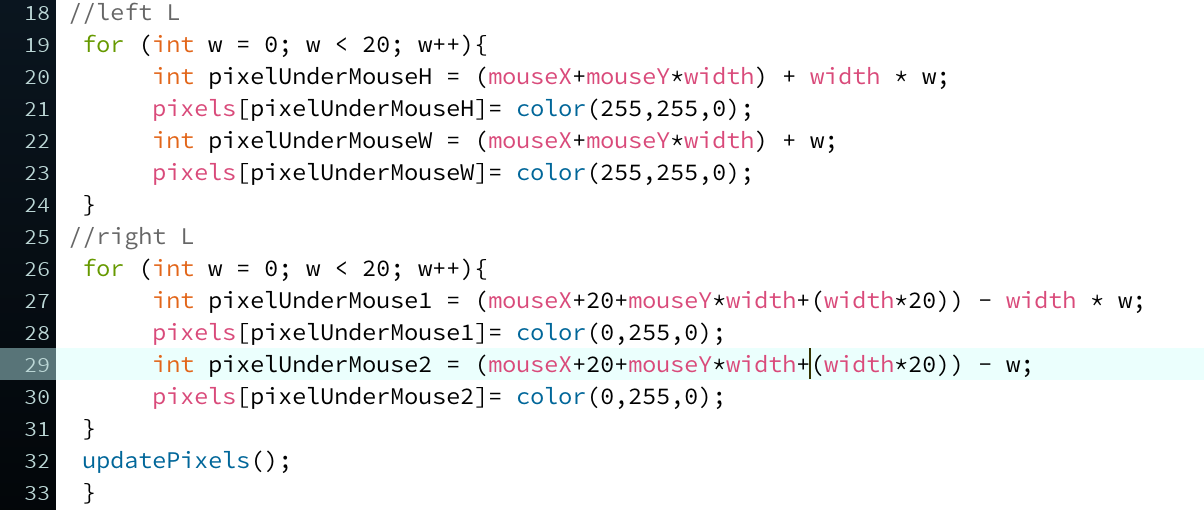 18 //left L
19 for (int w = 0; w < 20; w++){
20 int pixelUnderMouseH = (mouseX+mouseY*width) + width * w;
21 pixels[pixelUnderMouseH]= color(255,255,0);
22 int pixelUnderMouseW = (mouseX+mouseY*width) + w;
23 pixels[pixelUnderMouseW]= color(255,255,0);
24 }
25 //right L
26 for (int w = 0; w < 20; w++){
27 int pixelUnderMouse1 = (mouseX+20+mouseY*width+(width*20)) - width * w;
28 pixels[pixelUnderMouse1]= color(0,255,0);
29 int pixelUnderMouse2 = (mouseX+20+mouseY*width+(width*20)) - w;
30 pixels[pixelUnderMouse2]= color(0,255,0);
31 }
32 updatePixels();
33 }